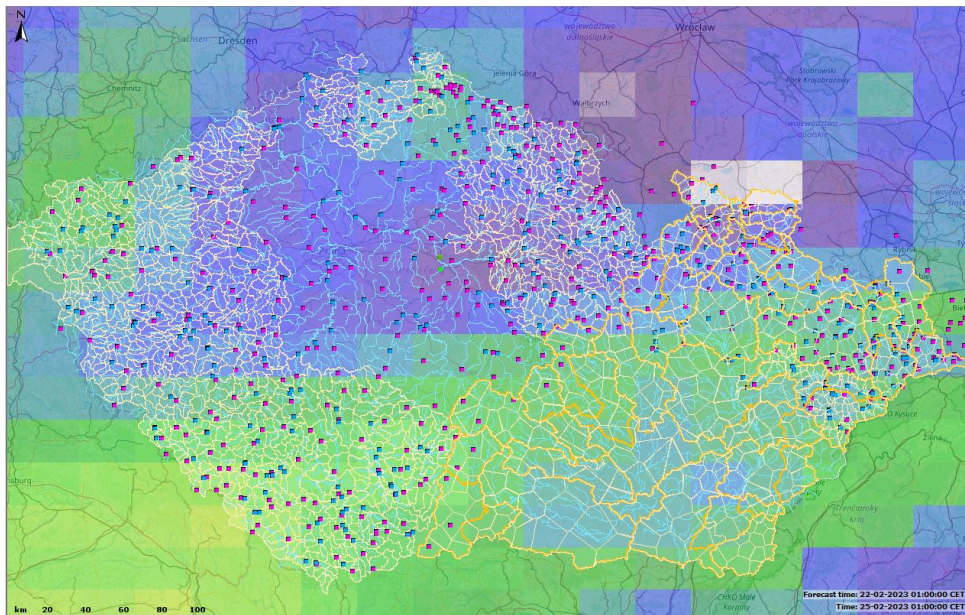 N
Sachsen
Dresden
województwo
dolnośląskie
Wrocław
Chemnitz
Jelenia Góra
Wałbrzych
Stobrawski
Park Krajobrazowy
województwo
opolskie
Rybnik
Biel
O Kysuce
Žilina
Trenčiansky
kraj
CHKO Malé
Karpaty
km 20 40 60 80 100
Forecast time: 22-02-2023 01:00:00 CET
Time: 25-02-2023 01:00:00 CET